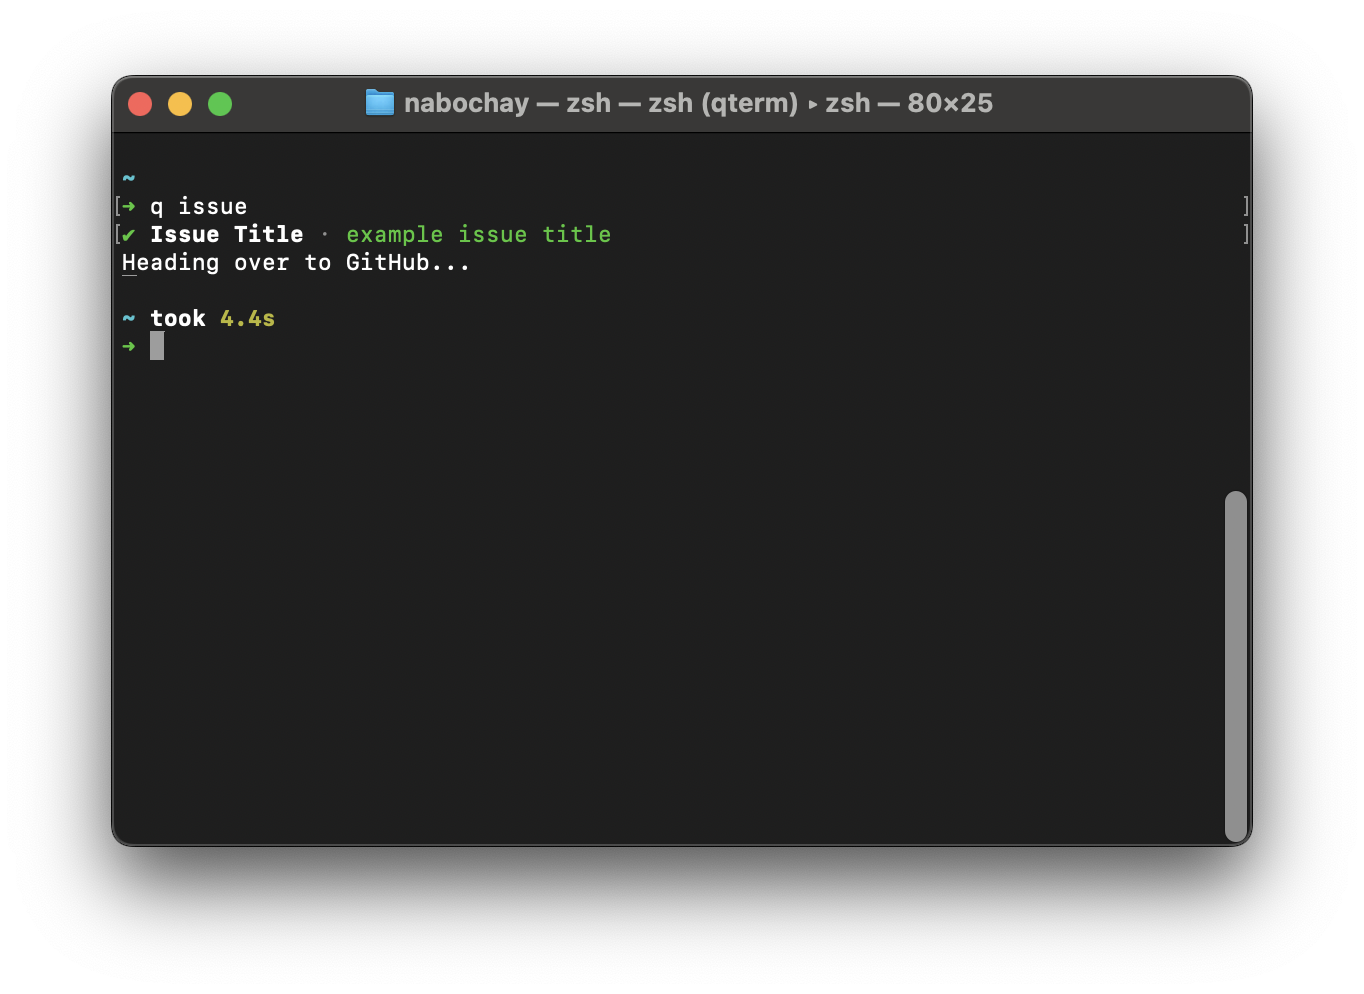 nabochay — zsh — zsh (qterm) ▸ zsh — 80×25
~
[➜ q issue ]
[✔ Issue Title · example issue title ]
Heading over to GitHub...
~ took 4.4s
➜